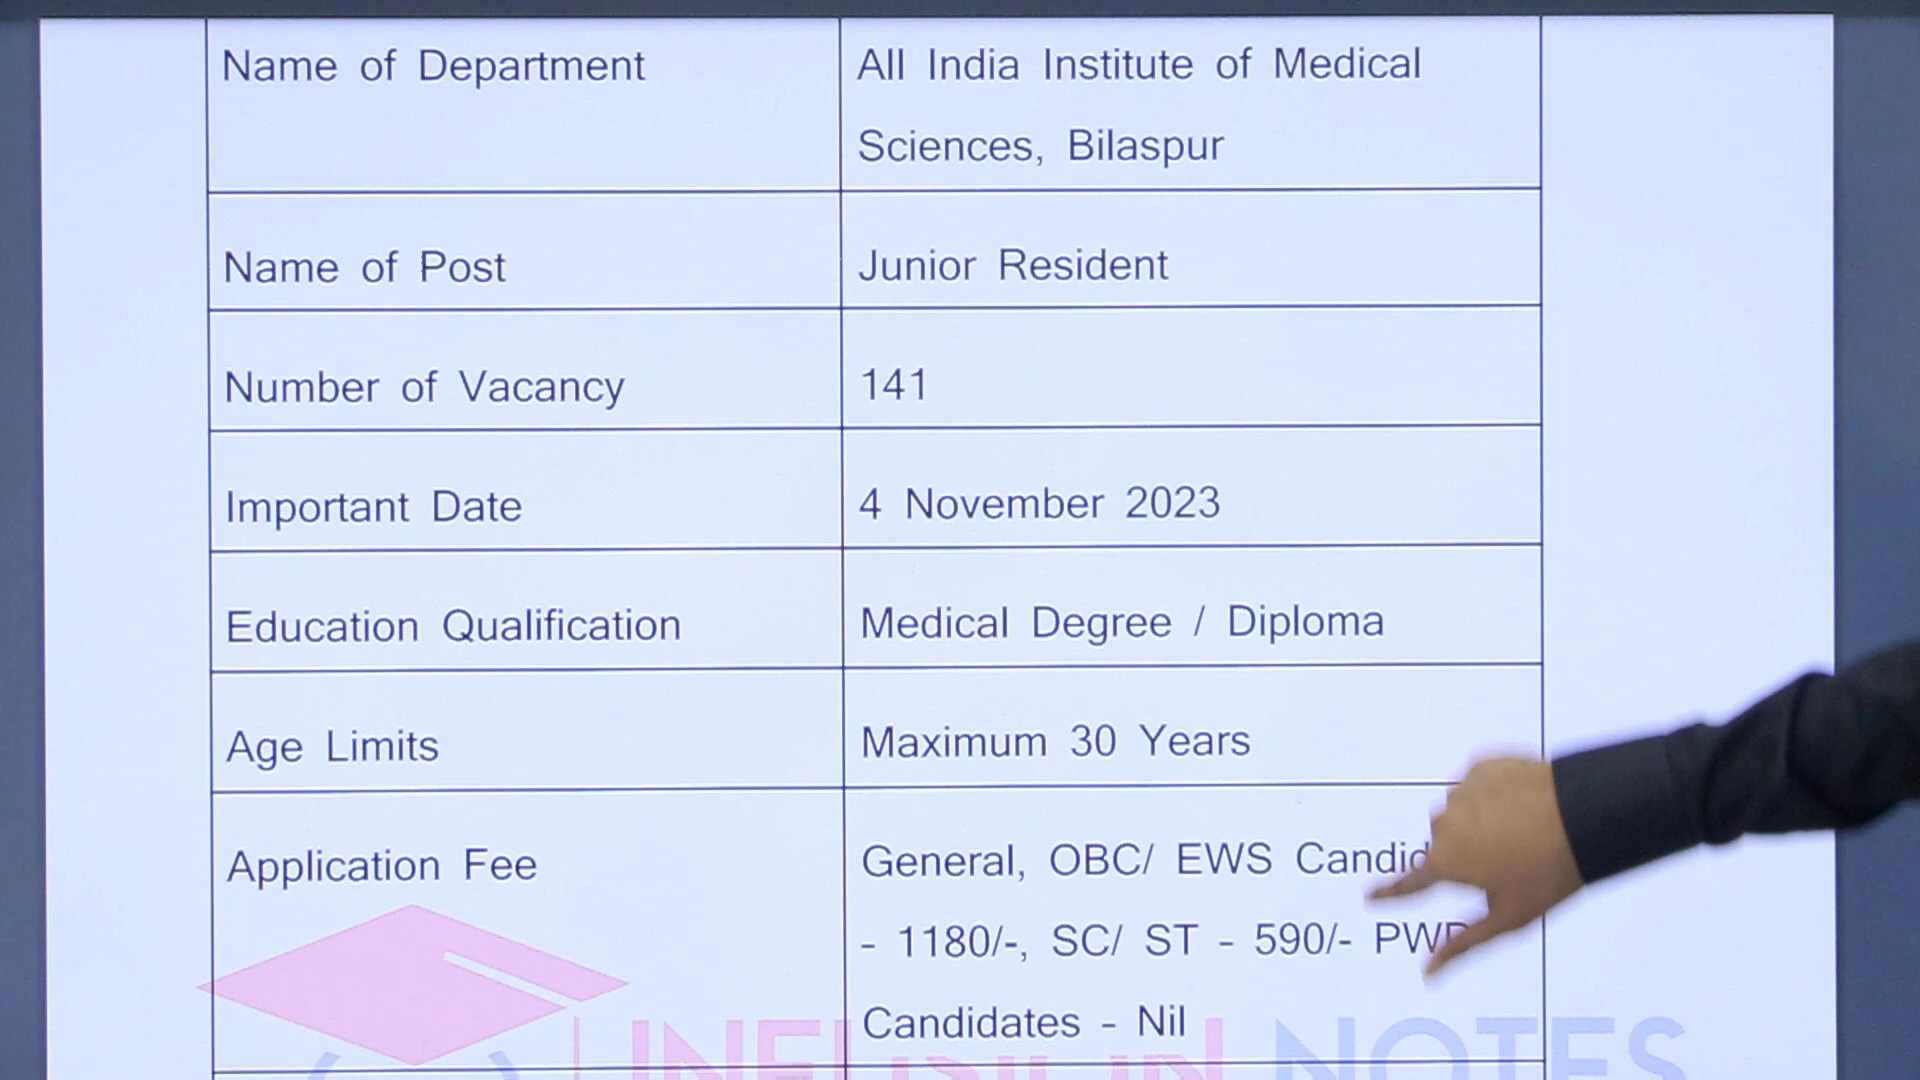 Name of Department
All India Institute of Medical
Sciences, Bilaspur
Name of Post
Junior Resident
Number of Vacancy
141
Important Date
4 November 2023
Education Qualification
Medical Degree / Diploma
Age Limits
Maximum 30 Years
Application Fee
General, OBC/ EWS
- 1180/-, SC/ ST - 590/-
Candidates - Nil
NOTES